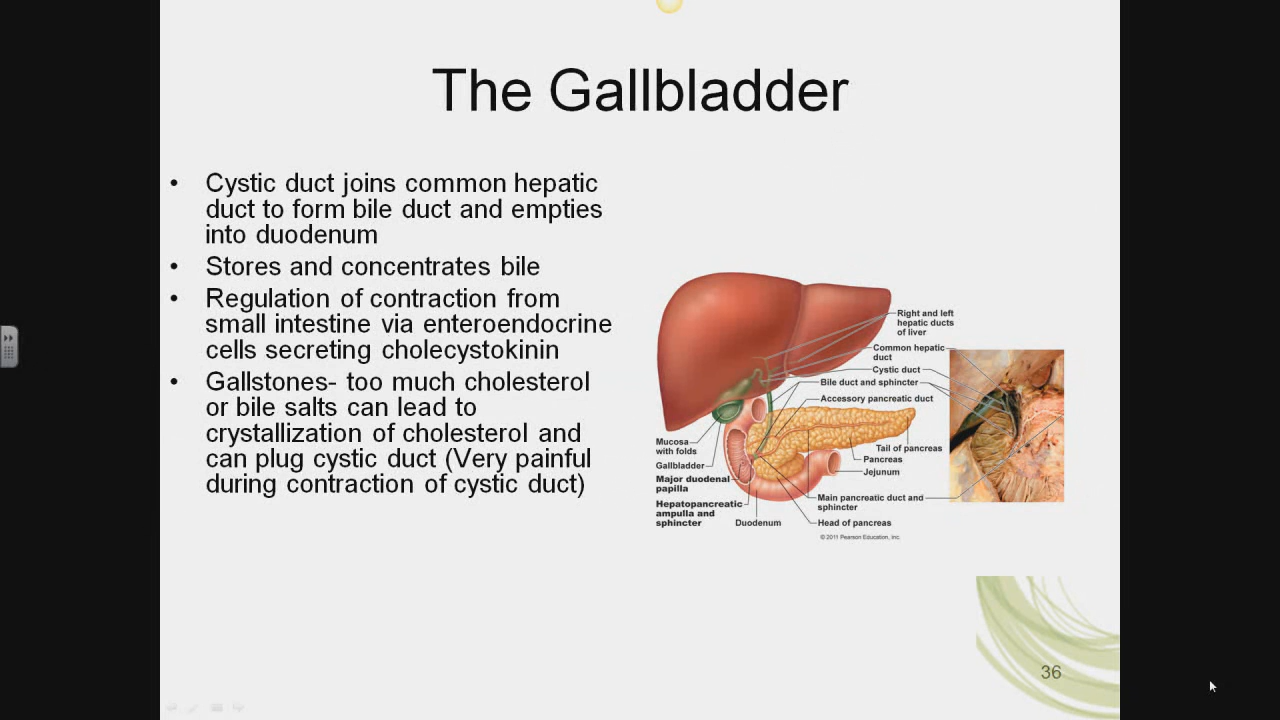 The Gallbladder
• Cystic duct joins common hepatic
duct to form bile duct and empties
into duodenum
• Stores and concentrates bile
• Regulation of contraction from
small intestine via enteroendocrine
cells secreting cholecystokinin
• Gallstones- too much cholesterol
or bile salts can lead to
crystallization of cholesterol and
can plug cystic duct (Very painful
during contraction of cystic duct)
Right and left
hepatic ducts
of liver
Common hepatic
duct
Cystic duct
Bile duct and sphincter
Accessory pancreatic duct
Mucosa
with folds
Gallbladder
Major duodenal
papilla
Hepatopancreatic
ampulla and
sphincter
Duodenum
Tail of pancreas
Pancreas
Jejunum
Main pancreatic duct and
sphincter
Head of pancreas
© 2011 Pearson Education, Inc.
36